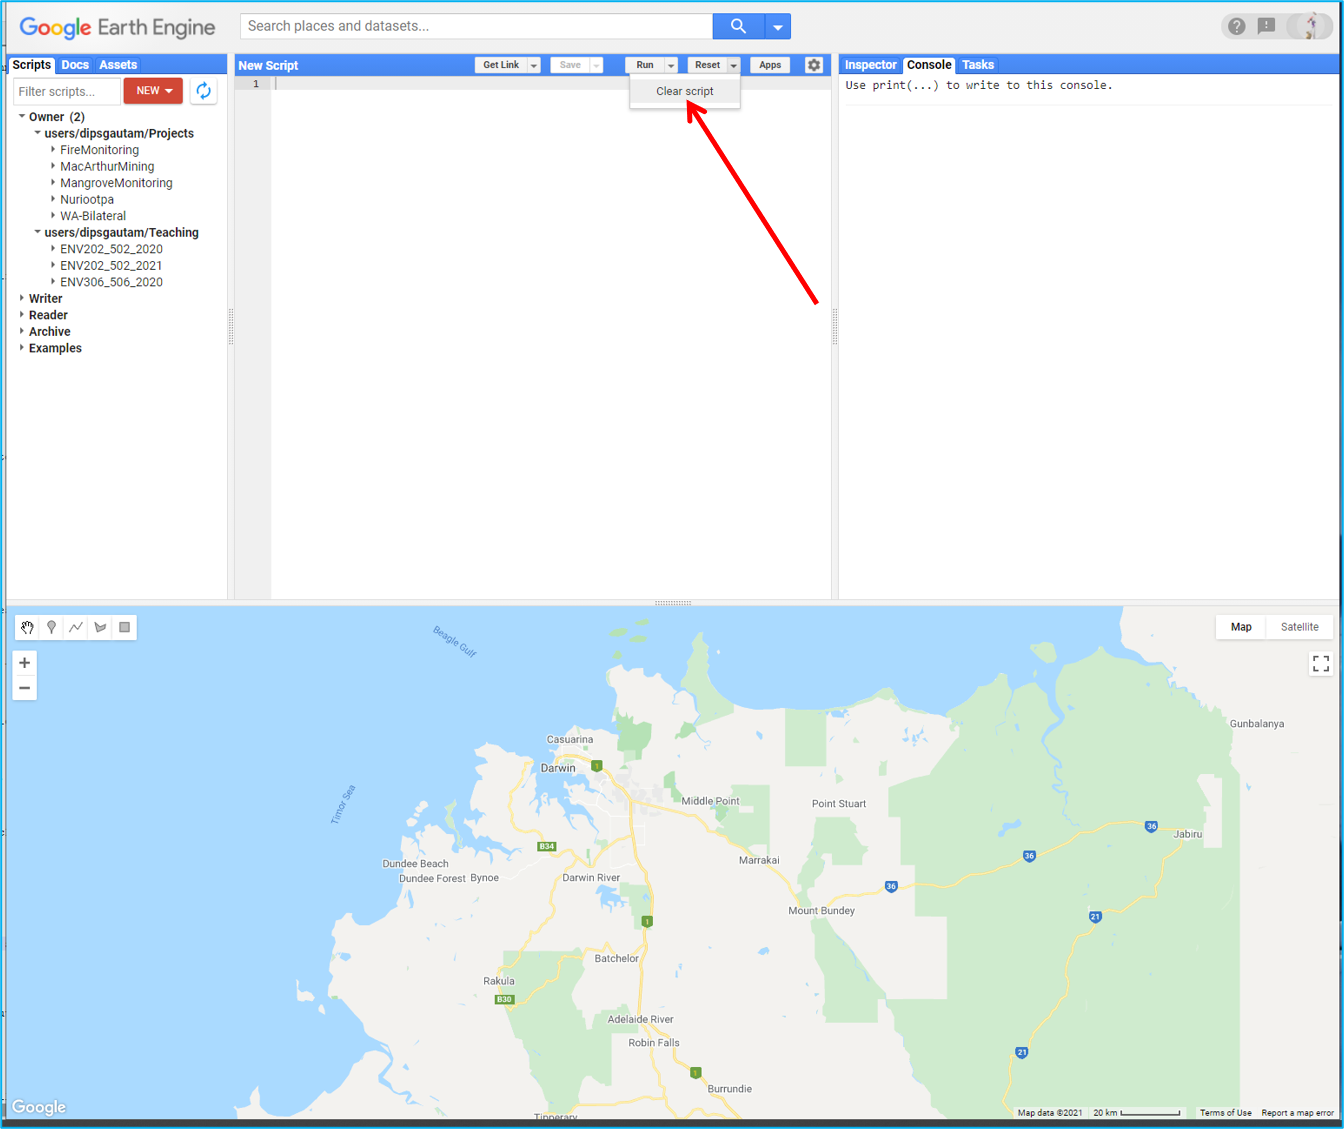 Google Earth Engine
Search places and datasets...
Scripts Docs Assets
New Script
Get Link Save Run Reset Apps
Inspector Console Tasks
Filter scripts... NEW
1
Clear script
Use print(...) to write to this console.
Owner (2)
users/dipsgautam/Projects
FireMonitoring
MacArthurMining
MangroveMonitoring
Nuriootpa
WA-Bilateral
users/dipsgautam/Teaching
ENV202_502_2020
ENV202_502_2021
ENV306_506_2020
Writer
Reader
Archive
Examples
Map Satellite
Beagle Gulf
Gunbalanya
Casuarina
Darwin
1
Timor Sea
Middle Point
Point Stuart
36
Jabiru
B34
36
Marrakai
Dundee Beach
Dundee Forest Bynoe
Darwin River
36
Mount Bundey
21
1
Batchelor
Rakula
B30
Adelaide River
Robin Falls
21
1
Burrundie
Tipperary
Google
Map data ©2021 20 km Terms of Use Report a map error